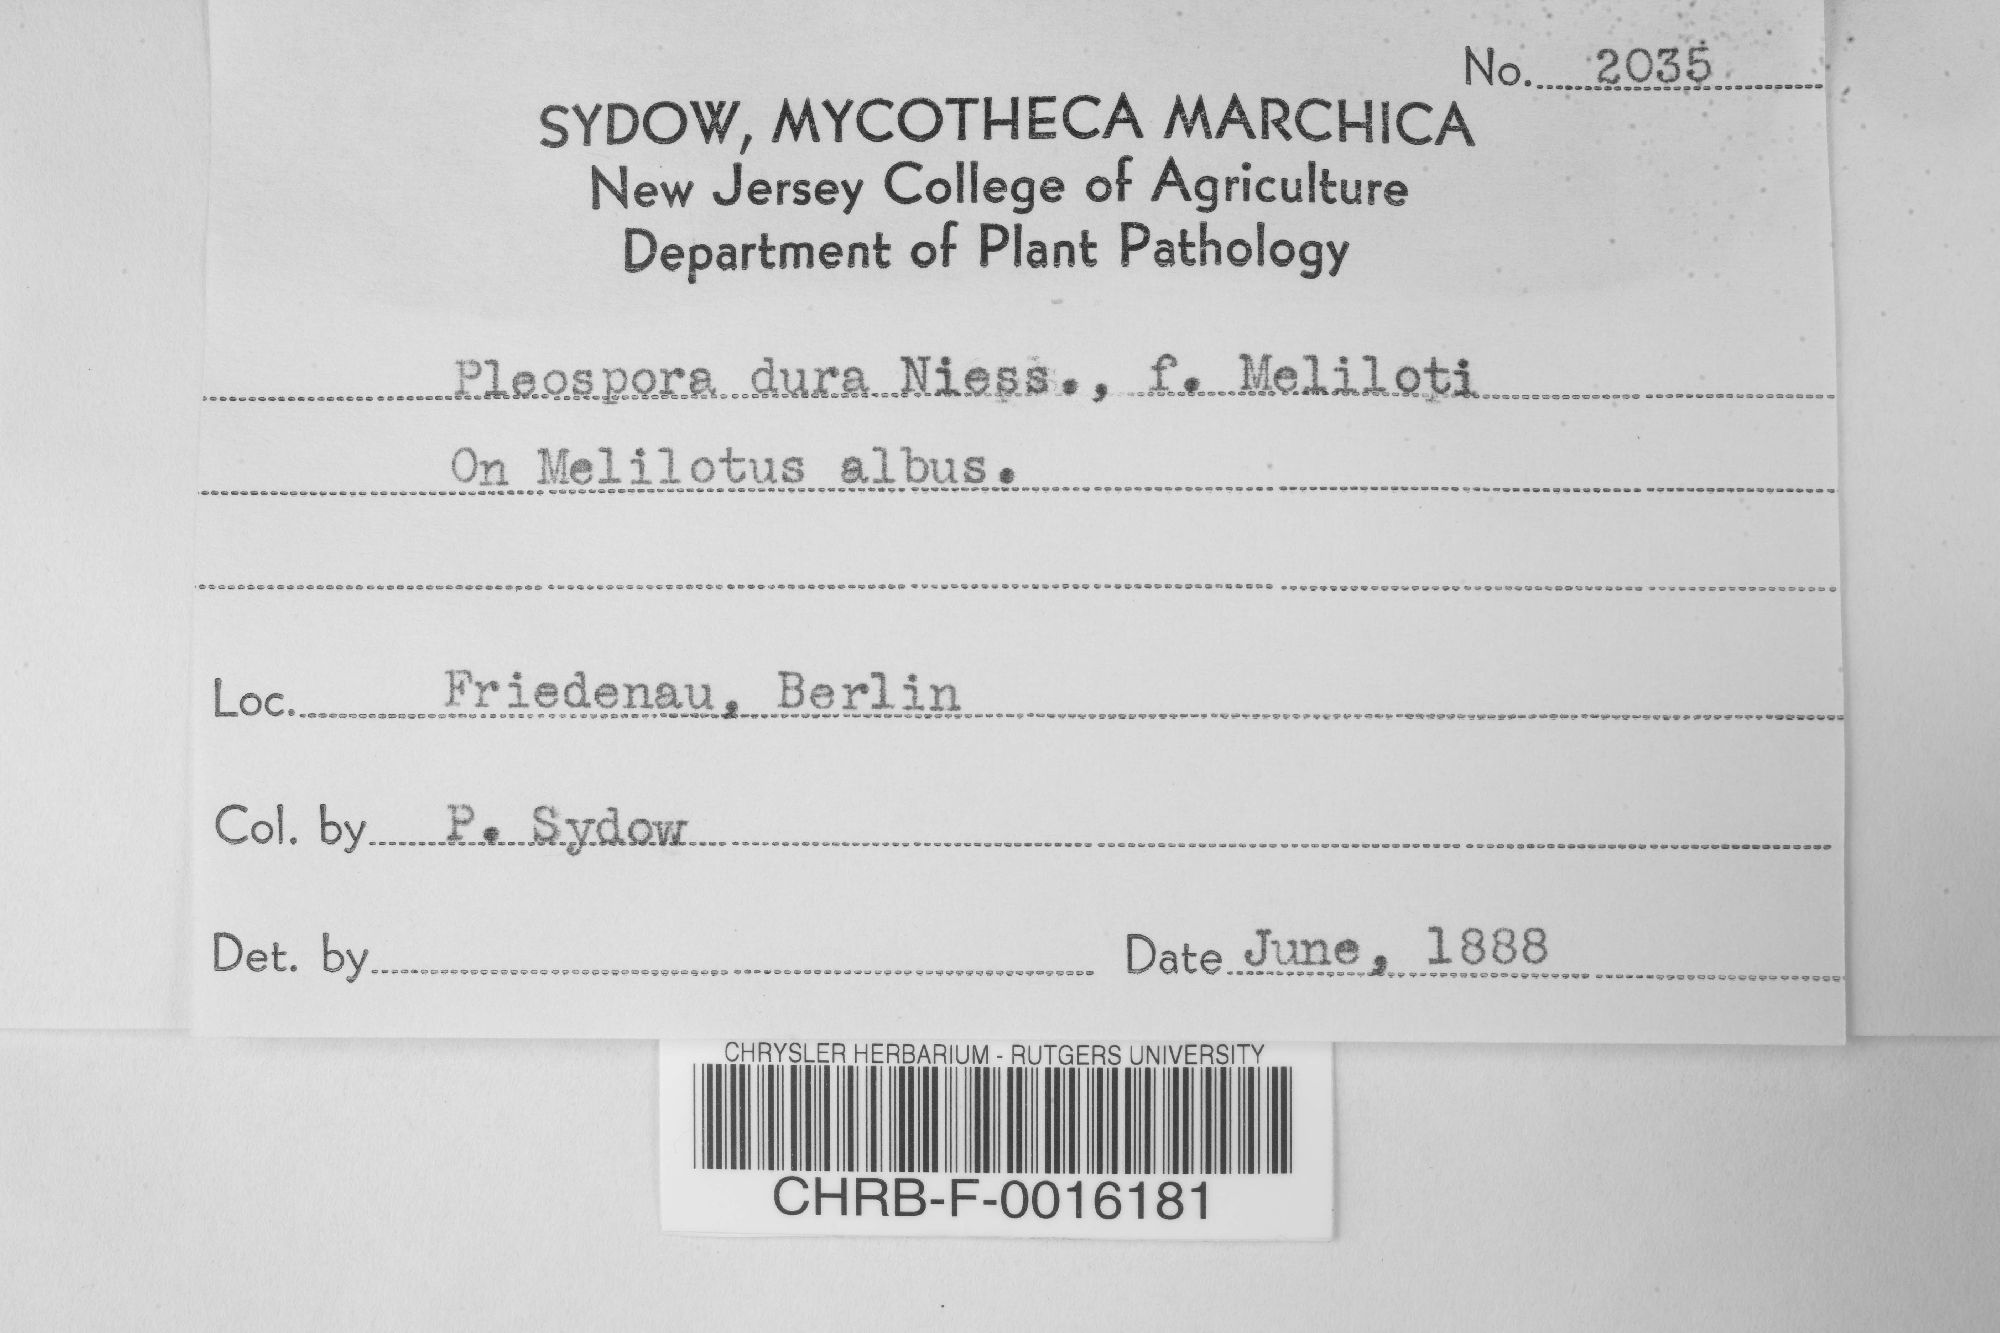 No. 2035
SYDOW, MYCOTHECA MARCHICA
New Jersey College of Agriculture
Department of Plant Pathology
Pleospora dura Niess., f. Meliloti
On Melilotus albus.
Loc. Friedenau, Berlin
Col. by P. Sydow
Det. by
Date June, 1888
CHRYSLER HERBARIUM - RUTGERS UNIVERSITY
CHRB-F-0016181